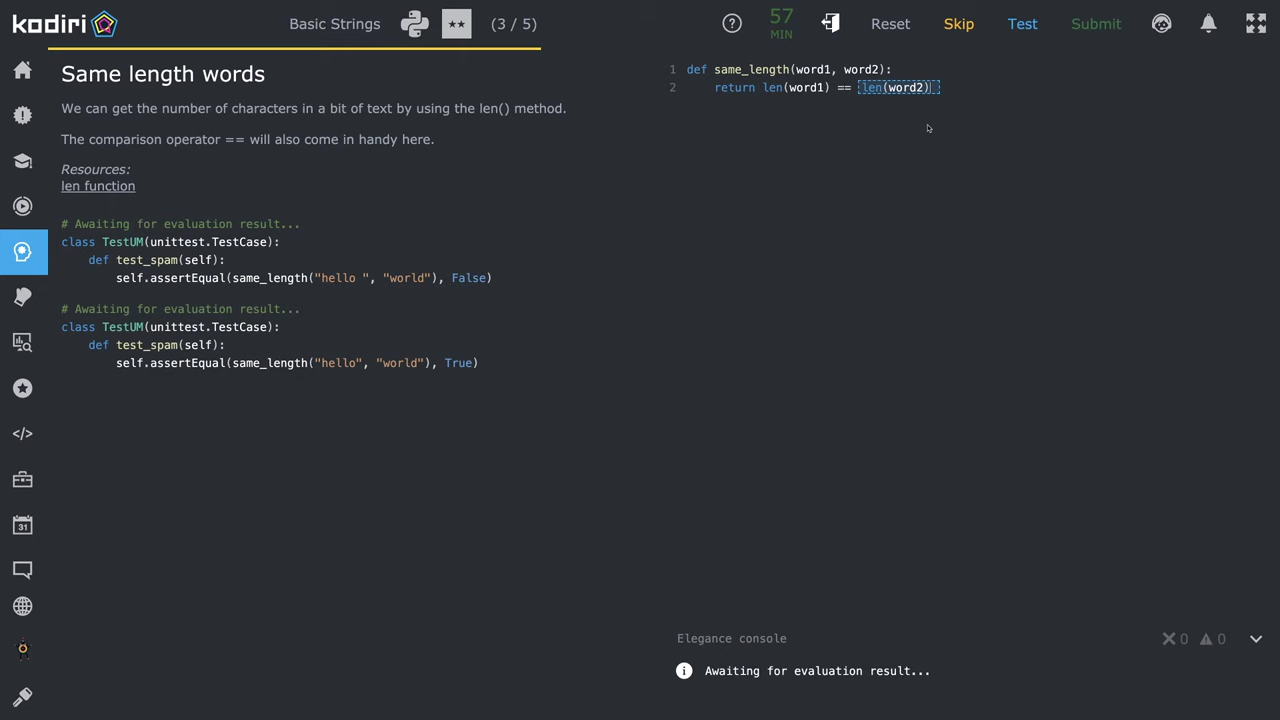 kodiri Basic Strings (3 / 5) 57 MIN Reset Skip Test Submit
Same length words
We can get the number of characters in a bit of text by using the len() method.
The comparison operator == will also come in handy here.
Resources:
len function
# Awaiting for evaluation result...
class TestUM(unittest.TestCase):
def test_spam(self):
self.assertEqual(same_length("hello ", "world"), False)
# Awaiting for evaluation result...
class TestUM(unittest.TestCase):
def test_spam(self):
self.assertEqual(same_length("hello", "world"), True)
1 def same_length(word1, word2):
2 return len(word1) == len(word2)
Elegance console 0 0
Awaiting for evaluation result...
31